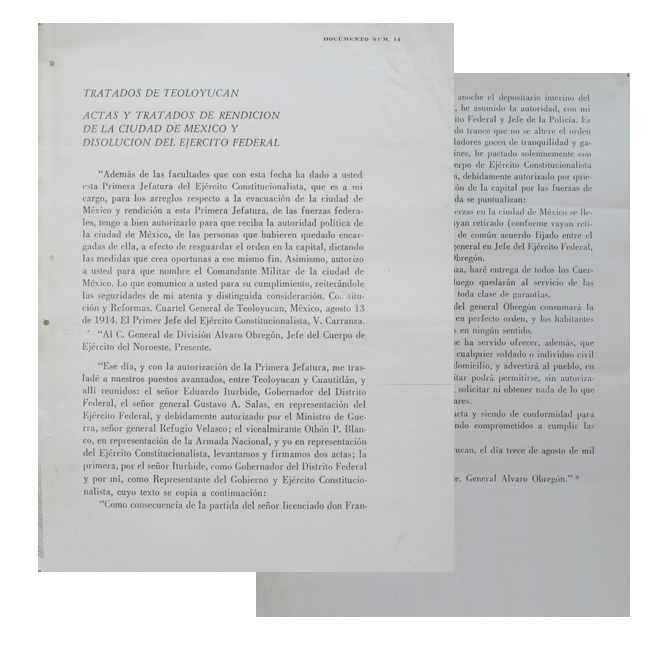 DOCUMENTO NUM. 14
TRATADOS DE TEOLOYUCAN
ACTAS Y TRATADOS DE RENDICION
DE LA CIUDAD DE MEXICO Y
DISOLUCION DEL EJERCITO FEDERAL
"Además de las facultades que con esta fecha ha dado a usted
esta Primera Jefatura del Ejército Constitucionalista, que es a mi
cargo, para los arreglos respecto a la evacuación de la ciudad de
México y rendición a esta Primera Jefatura, de las fuerzas federa-
les, tengo a bien autorizarlo para que reciba la autoridad política de
la ciudad de México, de las personas que hubieren quedado encar-
gadas de ella, a efecto de resguardar el orden en la capital, dictando
las medidas que crea oportunas a ese mismo fin. Asimismo, autorizo
a usted para que nombre el Comandante Militar de la ciudad de
México. Lo que comunico a usted para su cumplimiento, reiterándole
las seguridades de mi atenta y distinguida consideración. Constitu-
ción y Reformas. Cuartel General de Teoloyucan, México, agosto 13
de 1914. El Primer Jefe del Ejército Constitucionalista, V. Carranza.
"Al C. General de División Alvaro Obregón, Jefe del Cuerpo de
Ejército del Noroeste. Presente.
"Ese día, y con la autorización de la Primera Jefatura, me tras-
ladé a nuestros puestos avanzados, entre Teoloyucan y Cuautitlán, y
allí reunidos: el señor Eduardo Iturbide, Gobernador del Distrito
Federal, el señor general Gustavo A. Salas, en representación del
Ejército Federal, y debidamente autorizado por el Ministro de Gue-
rra, señor general Refugio Velasco; el vicealmirante Othón P. Blan-
co, en representación de la Armada Nacional, y yo en representación
del Ejército Constitucionalista, levantamos y firmamos dos actas; la
primera, por el señor Iturbide, como Gobernador del Distrito Federal
y por mí, como Representante del Gobierno y Ejército Constitucio-
nalista, cuyo texto se copia a continuación:
"Como consecuencia de la partida del señor licenciado don Fran-
anoche el depositario interino del
, he asumido la autoridad, con mi
ito Federal y Jefe de la Policía. Es
do trance que no se altere el orden
ladores gocen de tranquilidad y ga-
ines, he pactado solemnemente con
erpo de Ejército Constitucionalista
n, debidamente autorizado por quie-
ón de la capital por las fuerzas de
da se puntualizan:
erzas en la ciudad de México se lle-
yan retirado (conforme vayan reti-
de común acuerdo fijado entre el
general en Jefe del Ejército Federal,
bregón.
za, haré entrega de todos los Cuer-
luego quedarán al servicio de las
toda clase de garantías.
del general Obregón consumará la
en perfecto orden, y los habitantes
s en ningún sentido.
se ha servido ofrecer, además, que
cualquier soldado o individuo civil
domicilio, y advertirá al pueblo, en
itar podrá permitirse, sin autoriza-
solicitar ni obtener nada de lo que
ares.
acta y siendo de conformidad para
ndo comprometidos a cumplir las
yucan, el día trece de agosto de mil
e. General Alvaro Obregón." *